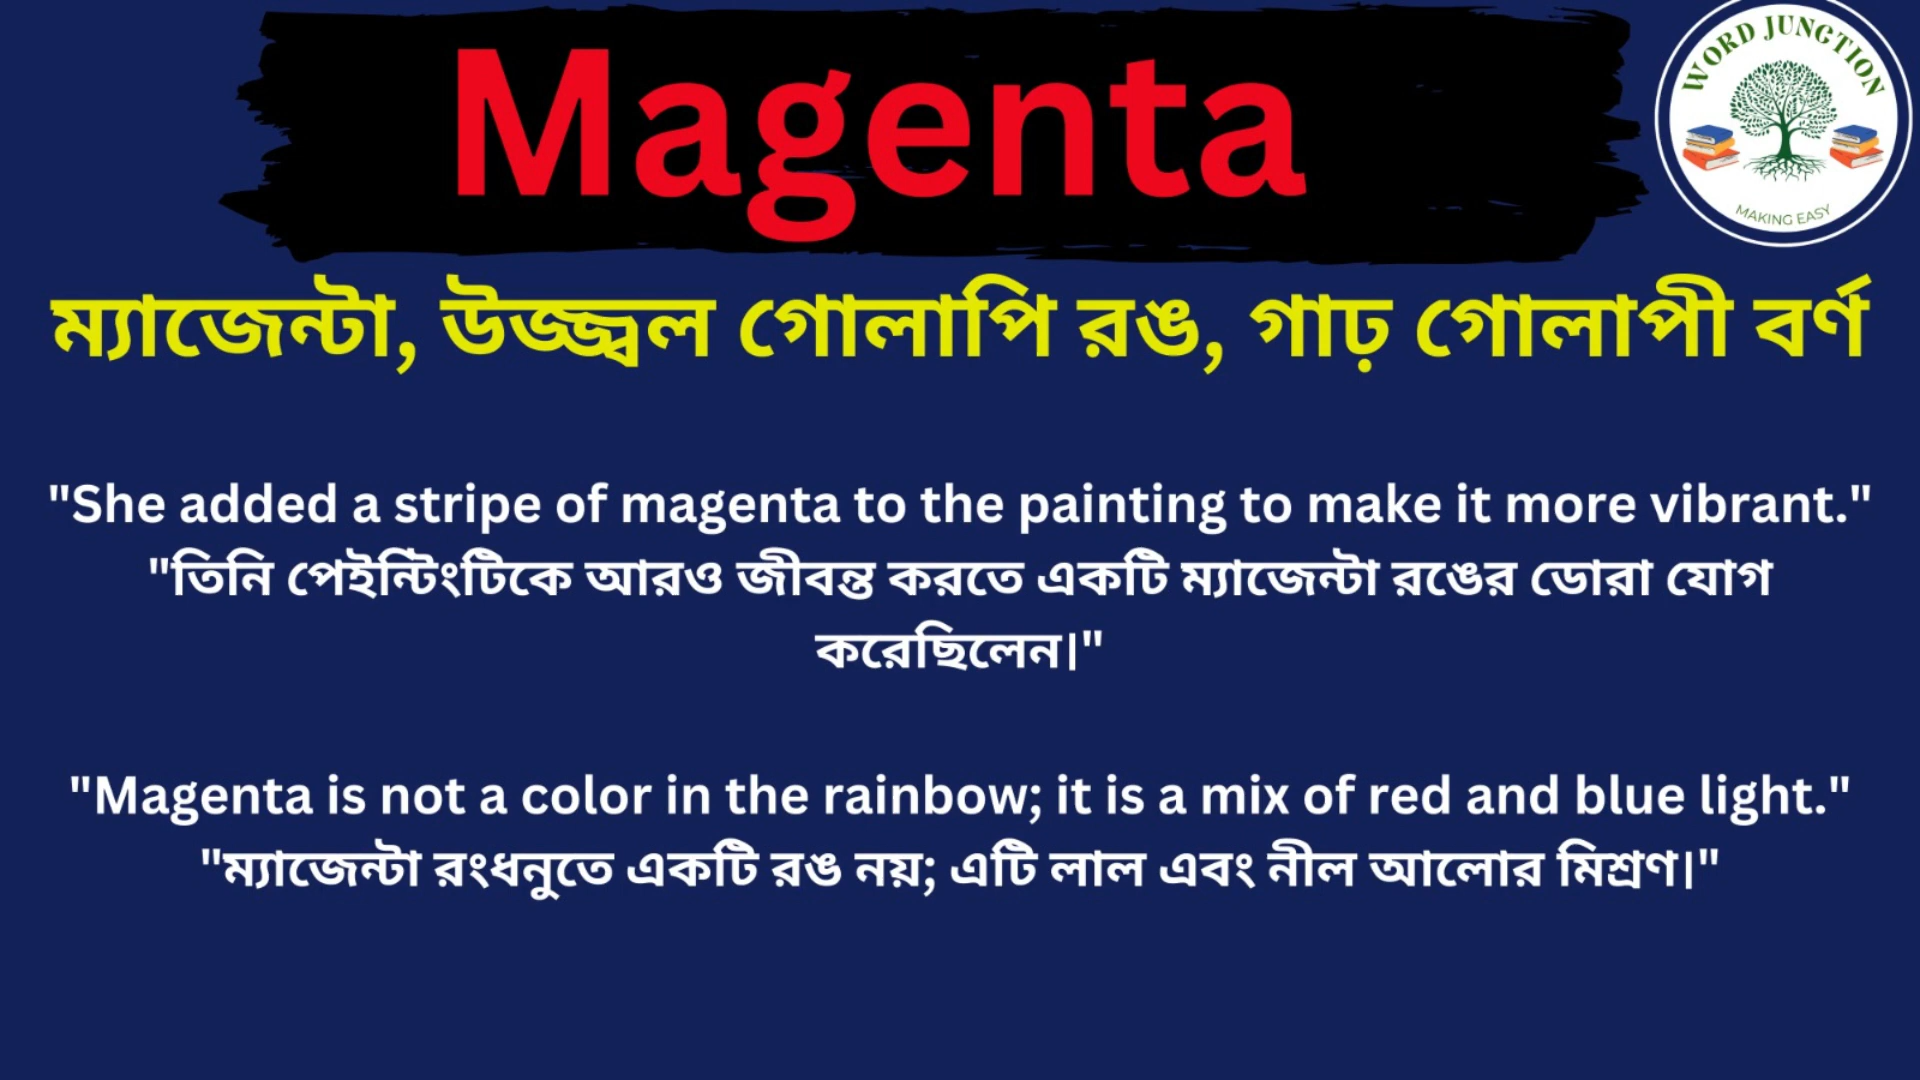 Magenta
WORD JUNCTION
MAKING EASY
ম্যাজেন্টা, উজ্জ্বল গোলাপি রঙ, গাঢ় গোলাপী বর্ণ
"She added a stripe of magenta to the painting to make it more vibrant."
"তিনি পেইন্টিংটিকে আরও জীবন্ত করতে একটি ম্যাজেন্টা রঙের ডোরা যোগ
করেছিলেন।"
"Magenta is not a color in the rainbow; it is a mix of red and blue light."
"ম্যাজেন্টা রংধনুতে একটি রঙ নয়; এটি লাল এবং নীল আলোর মিশ্রণ।"